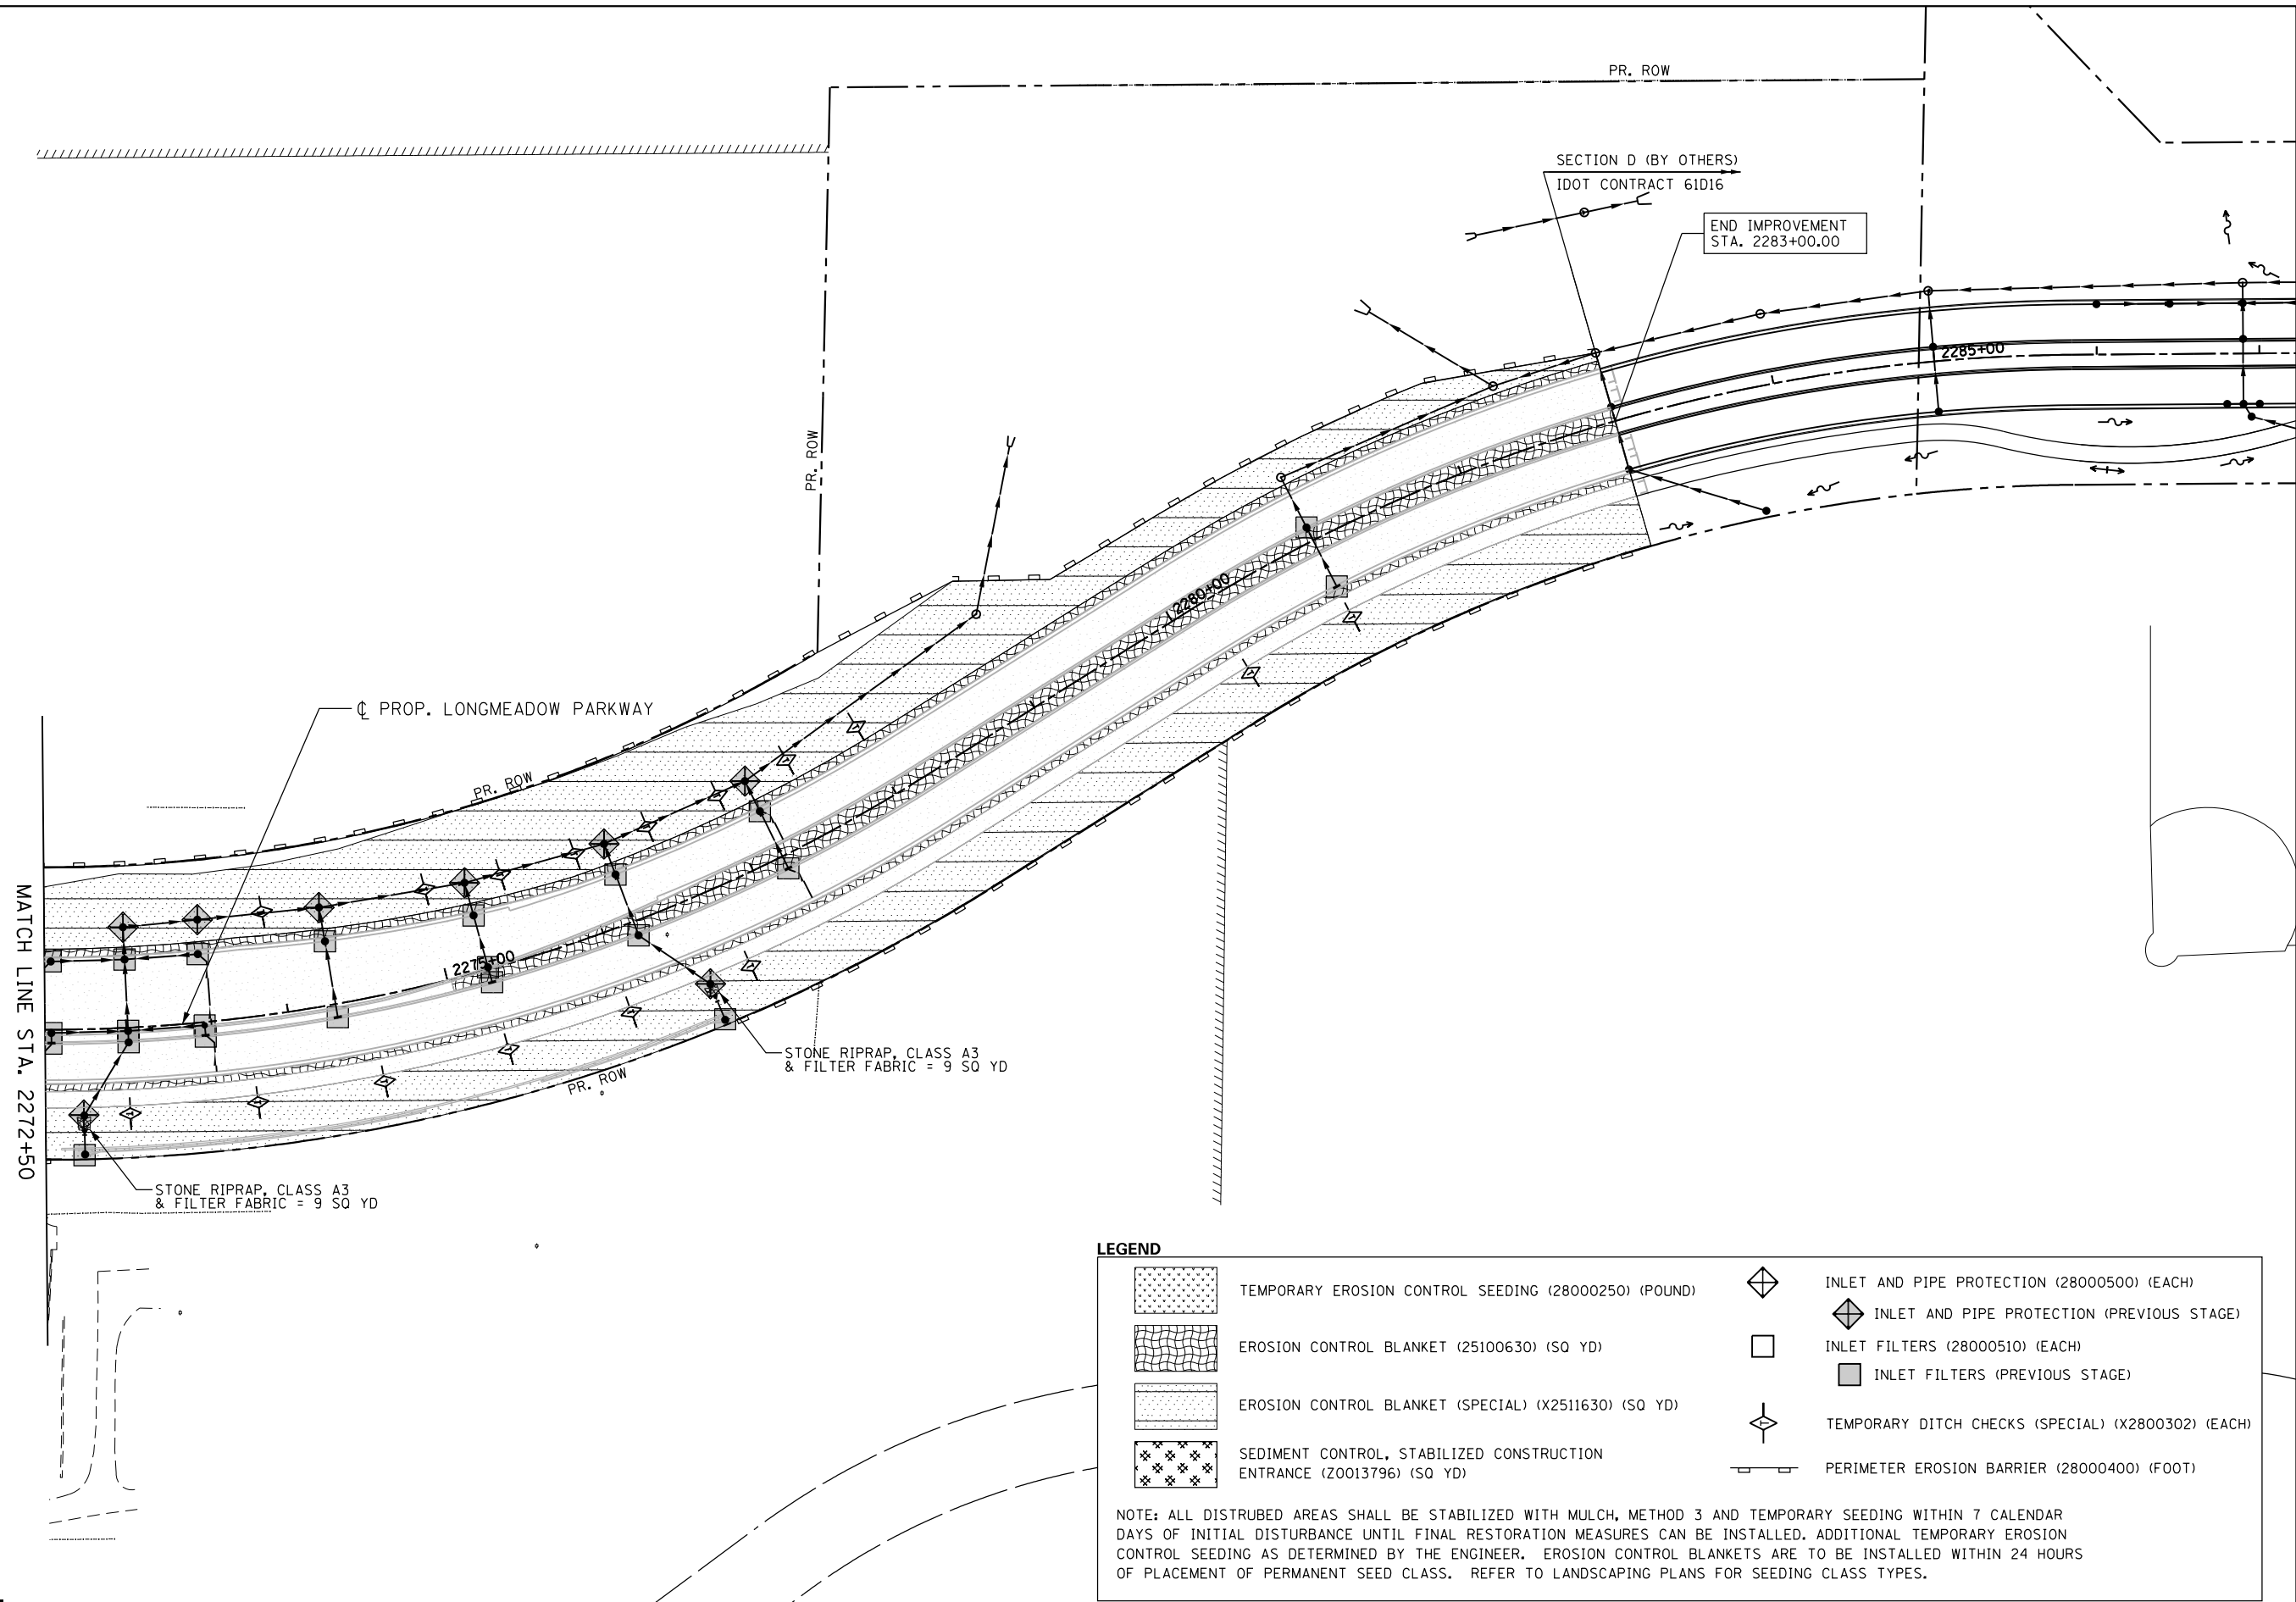 PR. ROW
SECTION D (BY OTHERS)
IDOT CONTRACT 61D16
END IMPROVEMENT
STA. 2283+00.00
2285+00
PR. ROW
2280+00
℄ PROP. LONGMEADOW PARKWAY
PR. ROW
2275+00
MATCH LINE STA. 2272+50
STONE RIPRAP, CLASS A3
& FILTER FABRIC = 9 SQ YD
PR. ROW
STONE RIPRAP, CLASS A3
& FILTER FABRIC = 9 SQ YD
LEGEND
TEMPORARY EROSION CONTROL SEEDING (28000250) (POUND)
EROSION CONTROL BLANKET (25100630) (SQ YD)
EROSION CONTROL BLANKET (SPECIAL) (X2511630) (SQ YD)
SEDIMENT CONTROL, STABILIZED CONSTRUCTION
ENTRANCE (Z0013796) (SQ YD)
INLET AND PIPE PROTECTION (28000500) (EACH)
INLET AND PIPE PROTECTION (PREVIOUS STAGE)
INLET FILTERS (28000510) (EACH)
INLET FILTERS (PREVIOUS STAGE)
TEMPORARY DITCH CHECKS (SPECIAL) (X2800302) (EACH)
PERIMETER EROSION BARRIER (28000400) (FOOT)
NOTE: ALL DISTRUBED AREAS SHALL BE STABILIZED WITH MULCH, METHOD 3 AND TEMPORARY SEEDING WITHIN 7 CALENDAR
DAYS OF INITIAL DISTURBANCE UNTIL FINAL RESTORATION MEASURES CAN BE INSTALLED. ADDITIONAL TEMPORARY EROSION
CONTROL SEEDING AS DETERMINED BY THE ENGINEER. EROSION CONTROL BLANKETS ARE TO BE INSTALLED WITHIN 24 HOURS
OF PLACEMENT OF PERMANENT SEED CLASS. REFER TO LANDSCAPING PLANS FOR SEEDING CLASS TYPES.